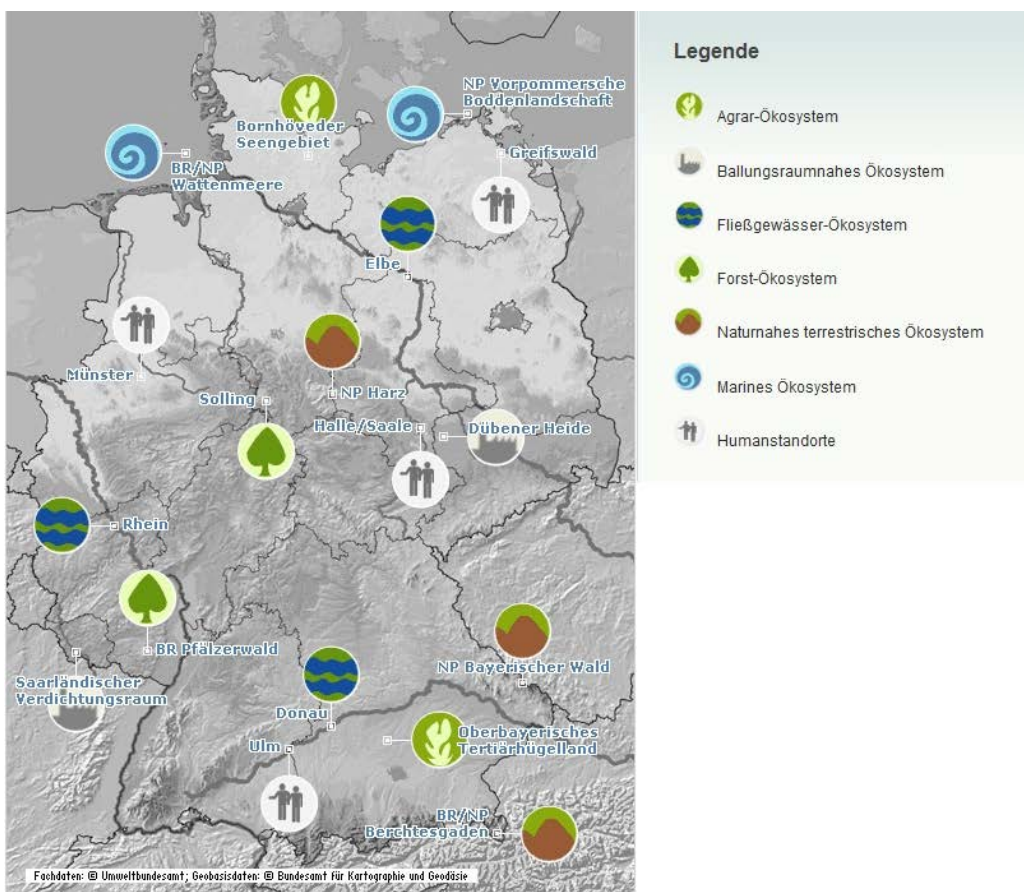 NP Vorpommersche
Boddenlandschaft
Bornhöveder
Seengebiet
Greifswald
BR/NP
Wattenmeere
Elbe
Münster
Solling
NP Harz
Halle/Saale
Dübener Heide
Rhein
BR Pfälzerwald
NP Bayerischer Wald
Saarländischer
Verdichtungsraum
Donau
Ulm
Oberbayerisches
Tertiärhügelland
BR/NP
Berchtesgaden
Fachdaten: © Umweltbundesamt; Geobasisdaten: © Bundesamt für Kartographie und Geodäsie
Legende
Agrar-Ökosystem
Ballungsraumnahes Ökosystem
Fließgewässer-Ökosystem
Forst-Ökosystem
Naturnahes terrestrisches Ökosystem
Marines Ökosystem
Humanstandorte